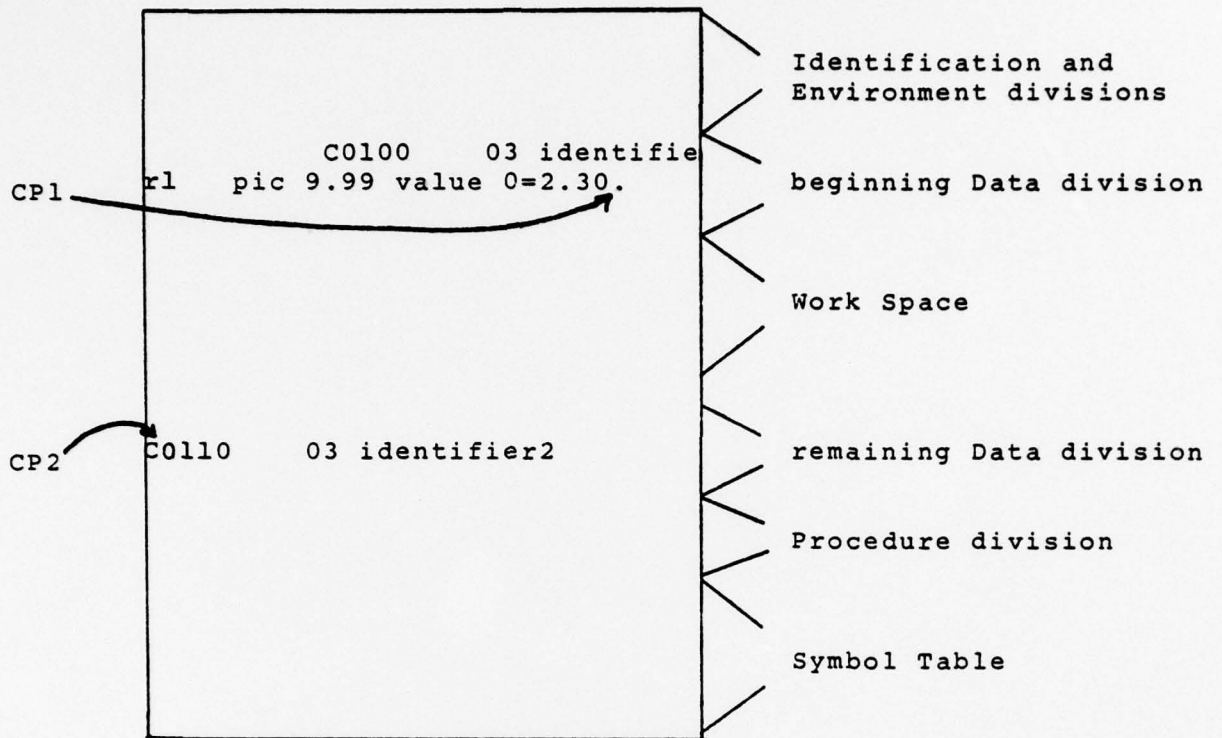 Identification and
Environment divisions
C0100 03 identifie
CP1 r1 pic 9.99 value 0=2.30. beginning Data division
Work Space
CP2 C0110 03 identifier2 remaining Data division
Procedure division
Symbol Table